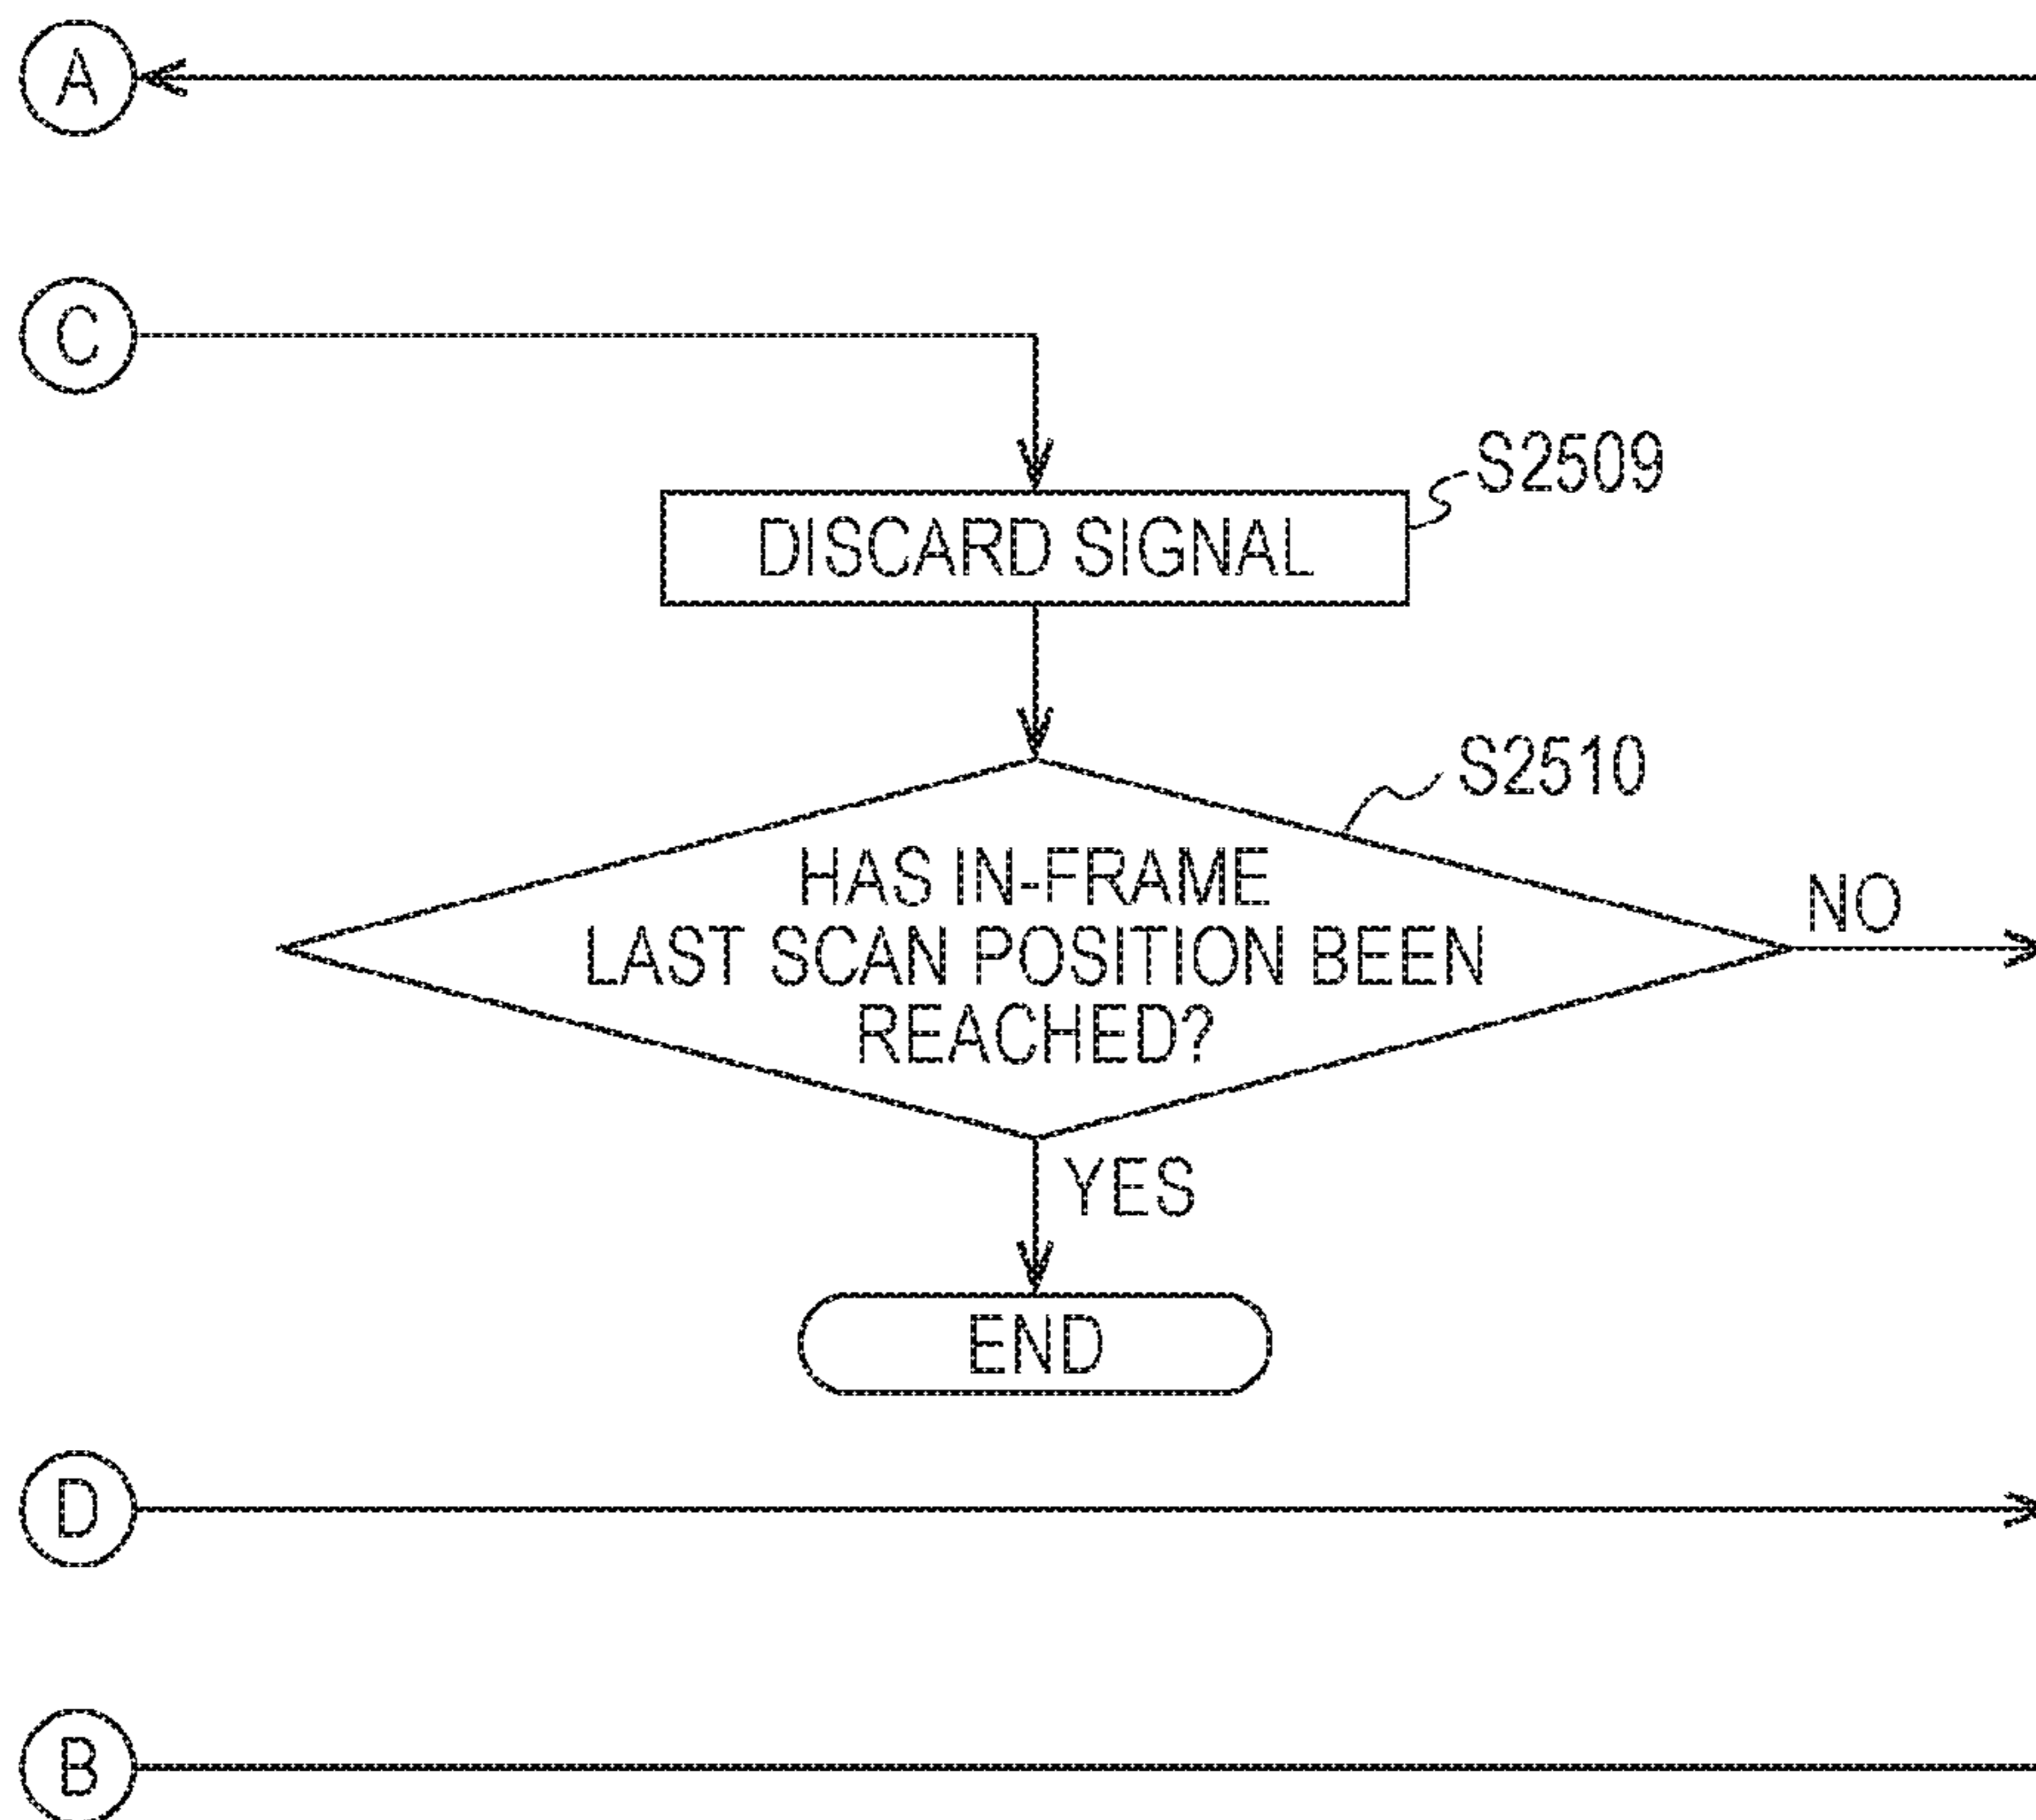 A
C
S2509
DISCARD SIGNAL
S2510
HAS IN-FRAME
LAST SCAN POSITION BEEN
REACHED?
NO
YES
END
D
B